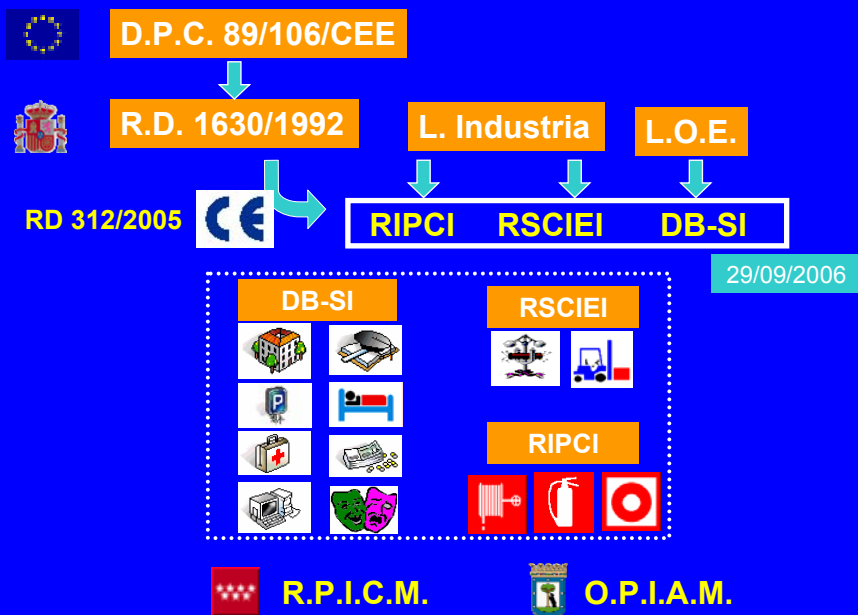 D.P.C. 89/106/CEE
R.D. 1630/1992
L. Industria
L.O.E.
RD 312/2005
CE
RIPCI RSCIEI DB-SI
29/09/2006
DB-SI
RSCIEI
P
RIPCI
R.P.I.C.M.
O.P.I.A.M.